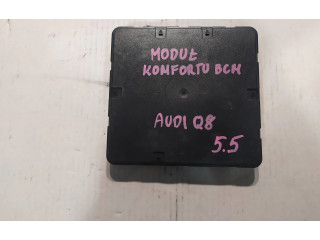 MODUŁ
KOMFORTU BCM
AUDI Q8
5.5